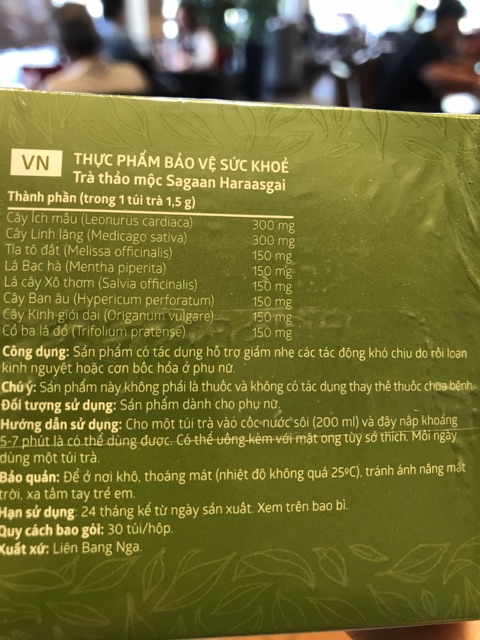 VN
THỰC PHẨM BẢO VỆ SỨC KHOẺ
Trà thảo mộc Sagaan Haraasgai
Thành phần (trong 1 túi trà 1,5 g)
Cây Ích mẫu (Leonurus cardiaca) 300 mg
Cây Linh lăng (Medicago sativa) 300 mg
Tía tô đất (Melissa officinalis) 150 mg
Lá Bạc hà (Mentha piperita) 150 mg
Lá cây Xô thơm (Salvia officinalis) 150 mg
Cây Ban âu (Hypericum perforatum) 150 mg
Cây Kinh giới dại (Origanum vulgare) 150 mg
Cỏ ba lá đỏ (Trifolium pratense) 150 mg
Công dụng: Sản phẩm có tác dụng hỗ trợ giảm nhẹ các tác động khó chịu do rối loạn
kinh nguyệt hoặc cơn bốc hỏa ở phụ nữ.
Chú ý: Sản phẩm này không phải là thuốc và không có tác dụng thay thế thuốc chữa bệnh.
Đối tượng sử dụng: Sản phẩm dành cho phụ nữ.
Hướng dẫn sử dụng: Cho một túi trà vào cốc nước sôi (200 ml) và đậy nắp khoảng
5-7 phút là có thể dùng được. Có thể uống kèm với mật ong tùy sở thích. Mỗi ngày
dùng một túi trà.
Bảo quản: Để ở nơi khô, thoáng mát (nhiệt độ không quá 25ºC), tránh ánh nắng mặt
trời, xa tầm tay trẻ em.
Hạn sử dụng: 24 tháng kể từ ngày sản xuất. Xem trên bao bì.
Quy cách bao gói: 30 túi/hộp.
Xuất xứ: Liên Bang Nga.